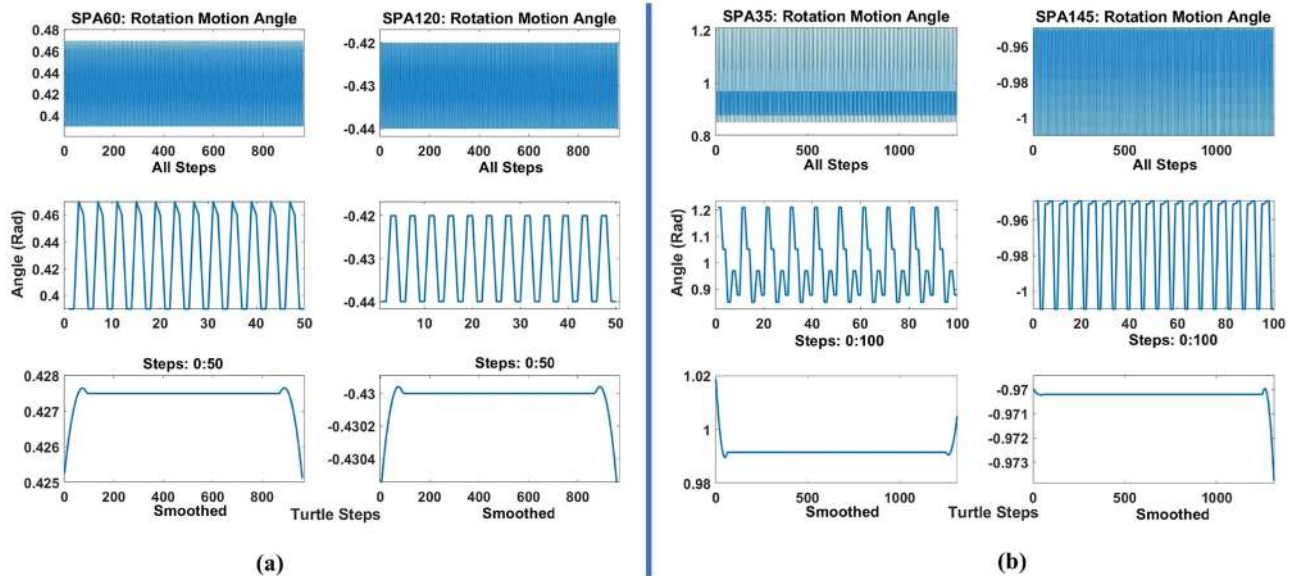 SPA60: Rotation Motion Angle
0.48
0.46
0.44
0.42
0.4
0 200 400 600 800
All Steps
SPA120: Rotation Motion Angle
-0.42
-0.43
-0.44
0 200 400 600 800
All Steps
Angle (Rad)
0.46
0.44
0.42
0.4
0 10 20 30 40 50
Steps: 0:50
-0.42
-0.43
-0.44
10 20 30 40 50
Steps: 0:50
0.428
0.427
0.426
0.425
0 200 400 600 800
Smoothed
-0.43
-0.4302
-0.4304
0 200 400 600 800
Smoothed
Turtle Steps
(a)
SPA35: Rotation Motion Angle
1.2
1
0.8
0 500 1000
All Steps
SPA145: Rotation Motion Angle
-0.96
-0.98
-1
0 500 1000
All Steps
Angle (Rad)
1.2
1.1
1
0.9
0 20 40 60 80 100
Steps: 0:100
-0.96
-0.98
-1
0 20 40 60 80 100
Steps: 0:100
1.02
1
0.98
0 500 1000
Smoothed
-0.97
-0.971
-0.972
-0.973
0 500 1000
Smoothed
Turtle Steps
(b)